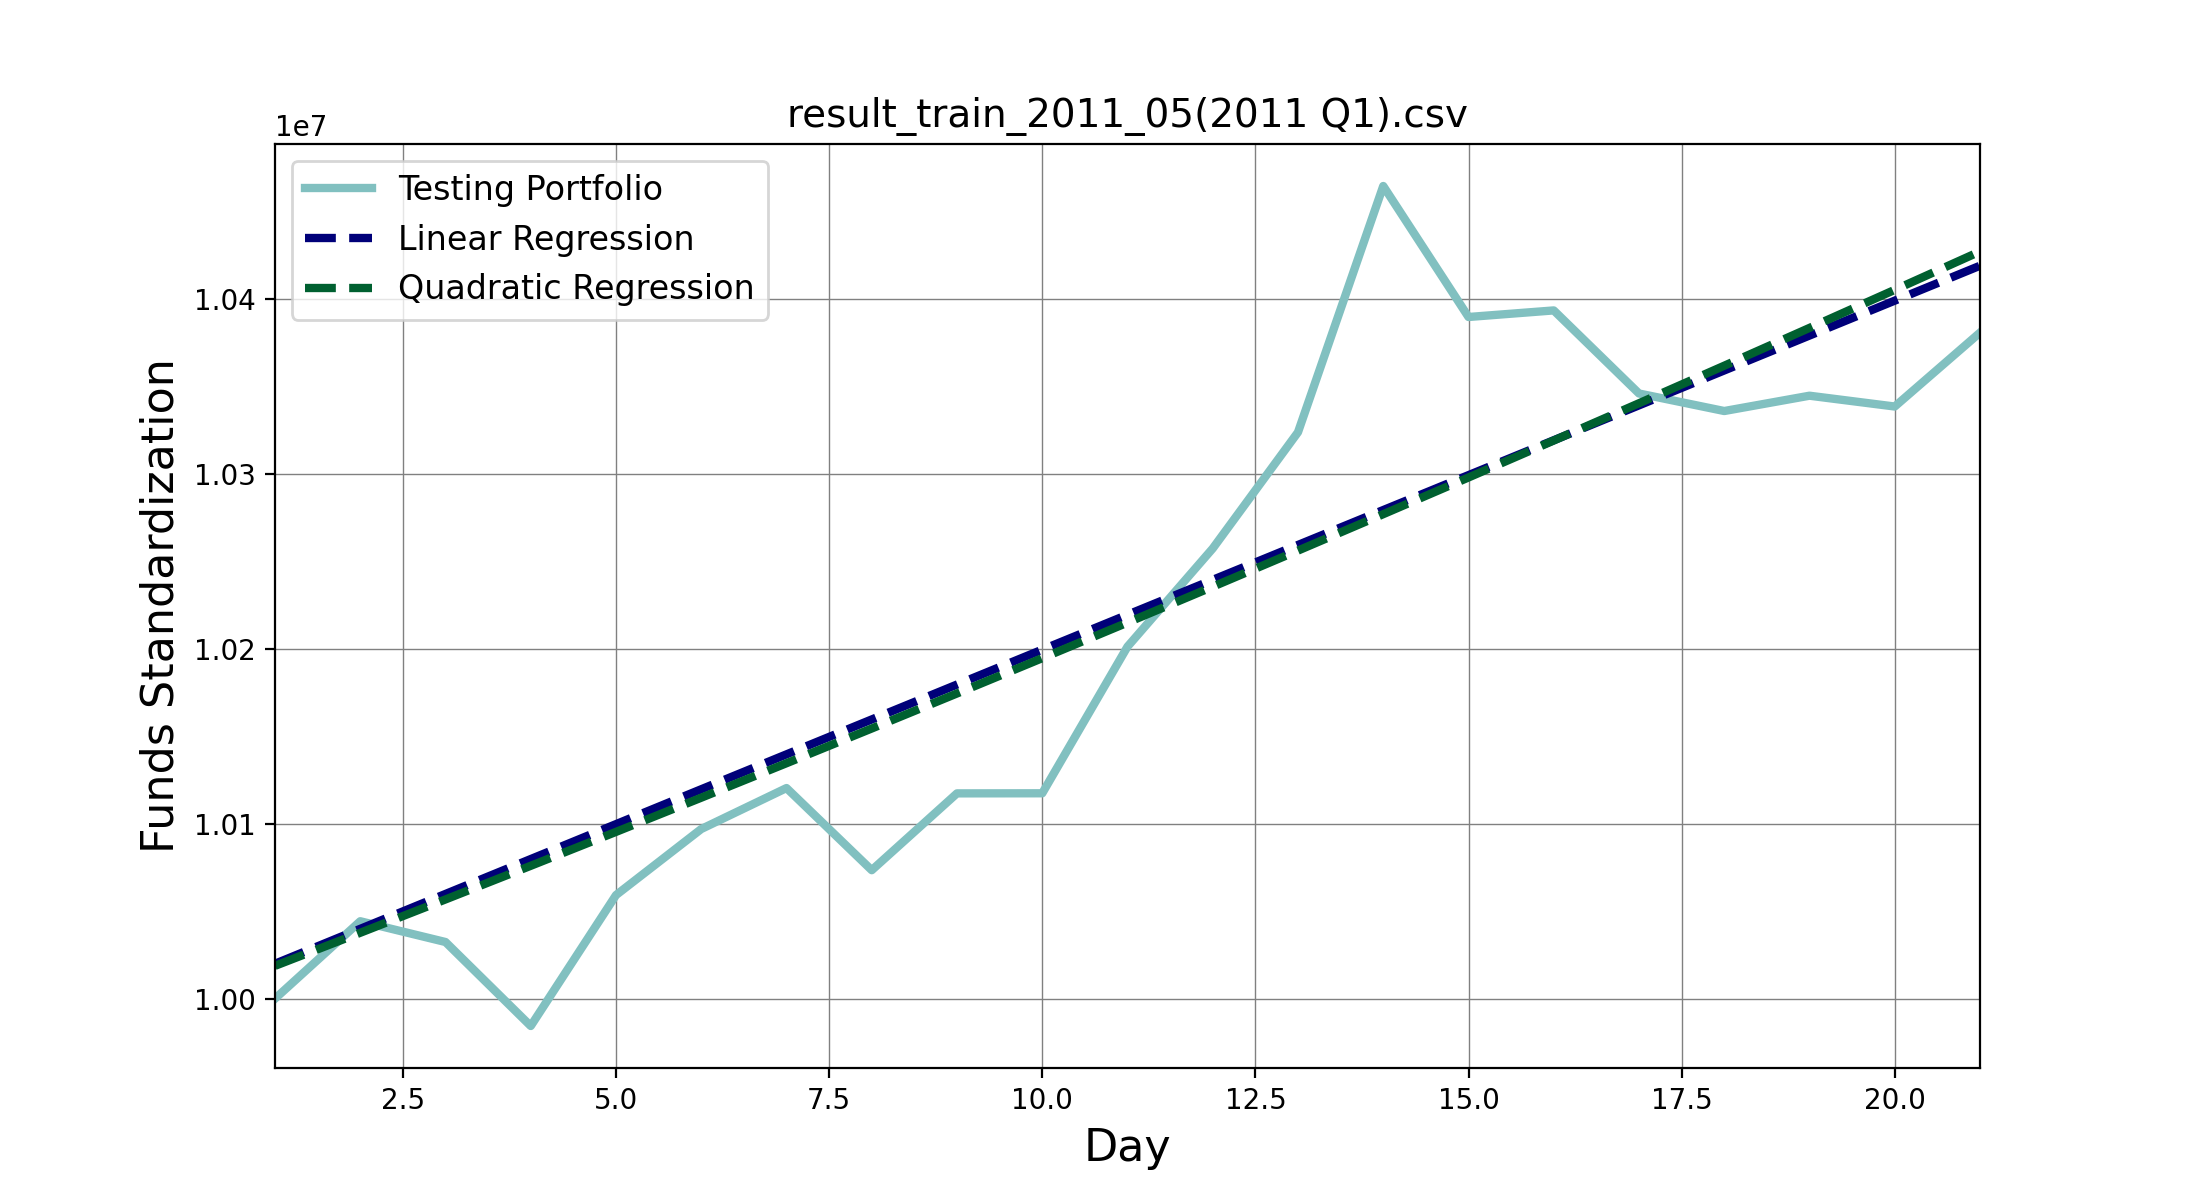 result_train_2011_05(2011 Q1).csv
1e7
Testing Portfolio
Linear Regression
Quadratic Regression
1.04
1.03
1.02
1.01
1.00
Funds Standardization
2.5 5.0 7.5 10.0 12.5 15.0 17.5 20.0
Day